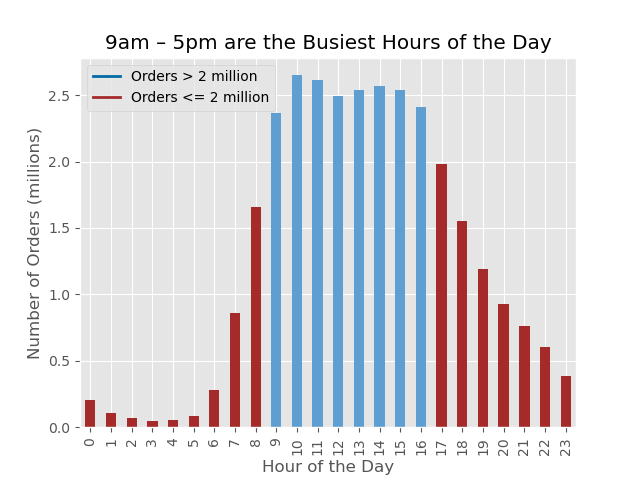 9am – 5pm are the Busiest Hours of the Day
Orders > 2 million
Orders <= 2 million
Number of Orders (millions)
2.5
2.0
1.5
1.0
0.5
0.0
0 1 2 3 4 5 6 7 8 9 10 11 12 13 14 15 16 17 18 19 20 21 22 23
Hour of the Day